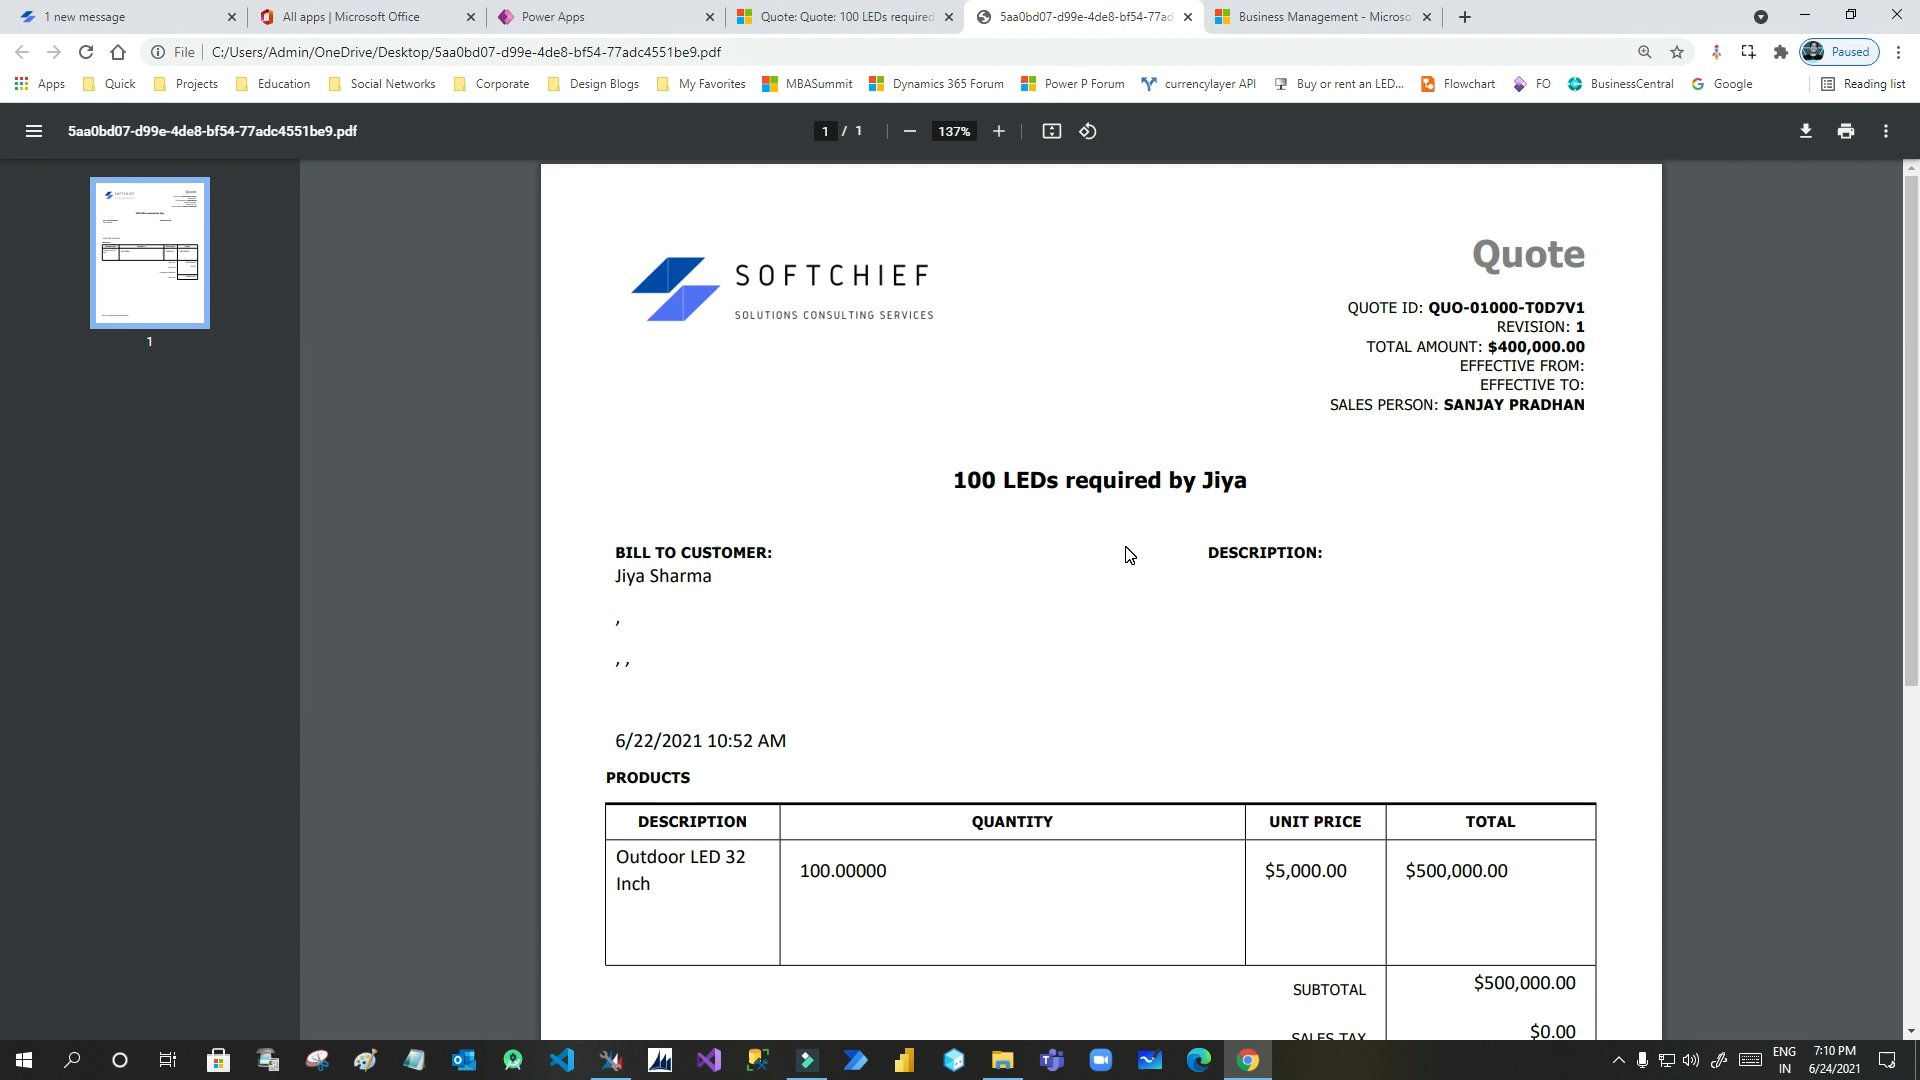 1 new message
All apps | Microsoft Office
Power Apps
Quote: Quote: 100 LEDs required
5aa0bd07-d99e-4de8-bf54-77ad
Business Management - Microso
File
C:/Users/Admin/OneDrive/Desktop/5aa0bd07-d99e-4de8-bf54-77adc4551be9.pdf
Paused
Apps
Quick
Projects
Education
Social Networks
Corporate
Design Blogs
My Favorites
MBASummit
Dynamics 365 Forum
Power P Forum
currencylayer API
Buy or rent an LED...
Flowchart
FO
BusinessCentral
Google
Reading list
5aa0bd07-d99e-4de8-bf54-77adc4551be9.pdf
1 / 1
137%
1
SOFTCHIEF
SOLUTIONS CONSULTING SERVICES
Quote
QUOTE ID: QUO-01000-T0D7V1
REVISION: 1
TOTAL AMOUNT: $400,000.00
EFFECTIVE FROM:
EFFECTIVE TO:
SALES PERSON: SANJAY PRADHAN
100 LEDs required by Jiya
BILL TO CUSTOMER:
Jiya Sharma
,
, ,
DESCRIPTION:
6/22/2021 10:52 AM
PRODUCTS
DESCRIPTION QUANTITY UNIT PRICE TOTAL
Outdoor LED 32
Inch
100.00000
$5,000.00
$500,000.00
SUBTOTAL
$500,000.00
SALES TAX
$0.00
ENG
IN
7:10 PM
6/24/2021